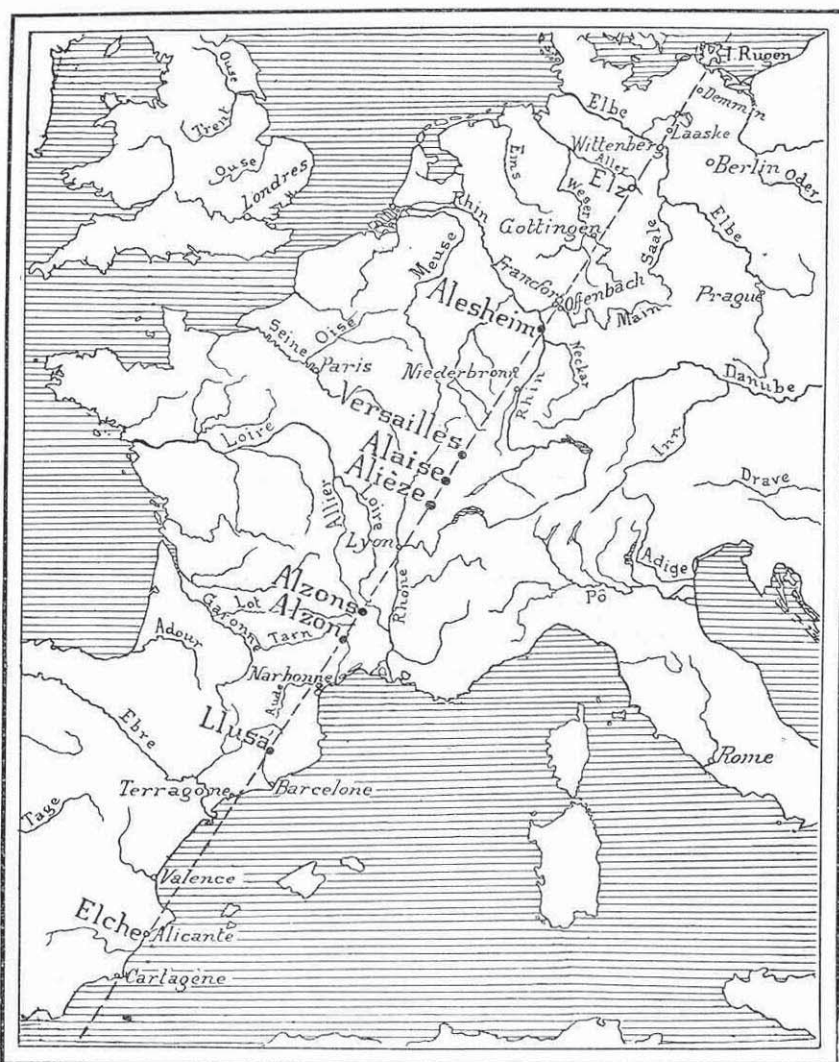 I. Rugen
Ouse
Demmin
Elbe
Trent
Laaske
Wittenberg
Aller
Berlin
Oder
Ems
Ouse
Elz
Weser
Londres
Rhin
Elbe
Gottingen
Saale
Meuse
Francfort
Offenbach
Alesheim
Prague
Main
Oise
Seine
Paris
Niederbronn
Neckar
Danube
Rhin
Versailles
Loire
Inn
Alaise
Alièze
Drave
Allier
Loire
Lyon
Adige
Alzons
Rhone
Pô
Lot
Garonne
Alzon
Tarn
Adour
Narbonne
Aude
Ebre
Llusa
Rome
Terragone
Barcelone
Tage
Valence
Elche
Alicante
Cartagène